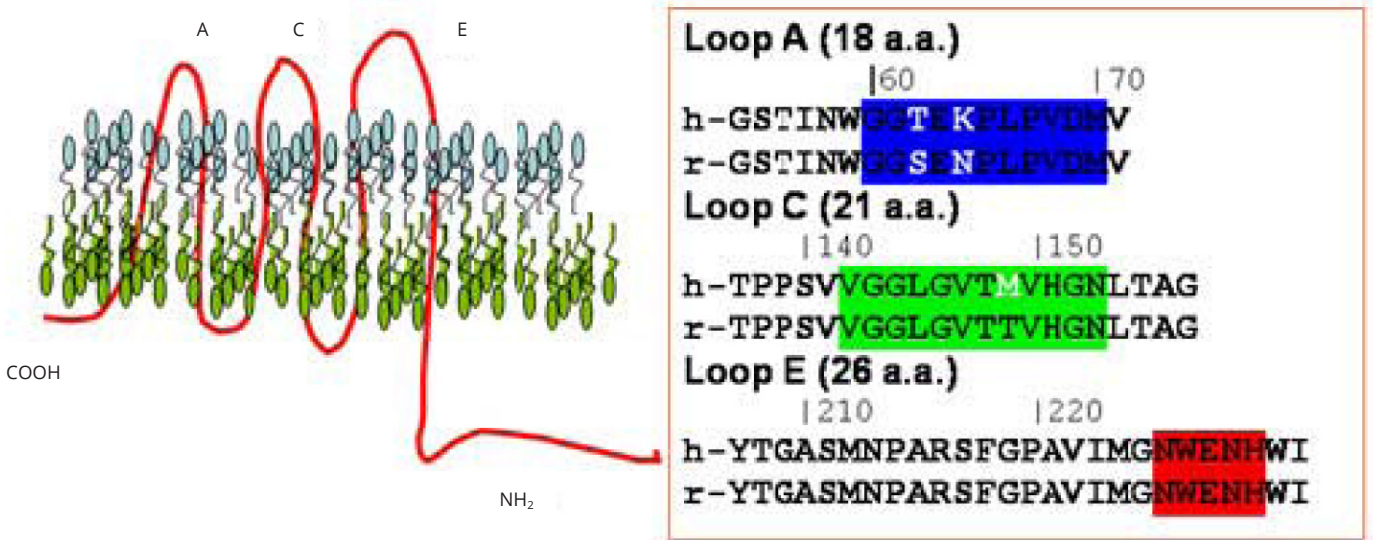 A C E
COOH
NH₂
Loop A (18 a.a.)
|60 |70
h-GSTINWGGTEKPLPVDMV
r-GSTINWGGSENPLPVDMV
Loop C (21 a.a.)
|140 |150
h-TPPSVVGGLGVTMVHGNLTAG
r-TPPSVVGGLGVTTVHGNLTAG
Loop E (26 a.a.)
|210 |220
h-YTGASMNPARSFGPAVIMGNWENHWI
r-YTGASMNPARSFGPAVIMGNWENHWI